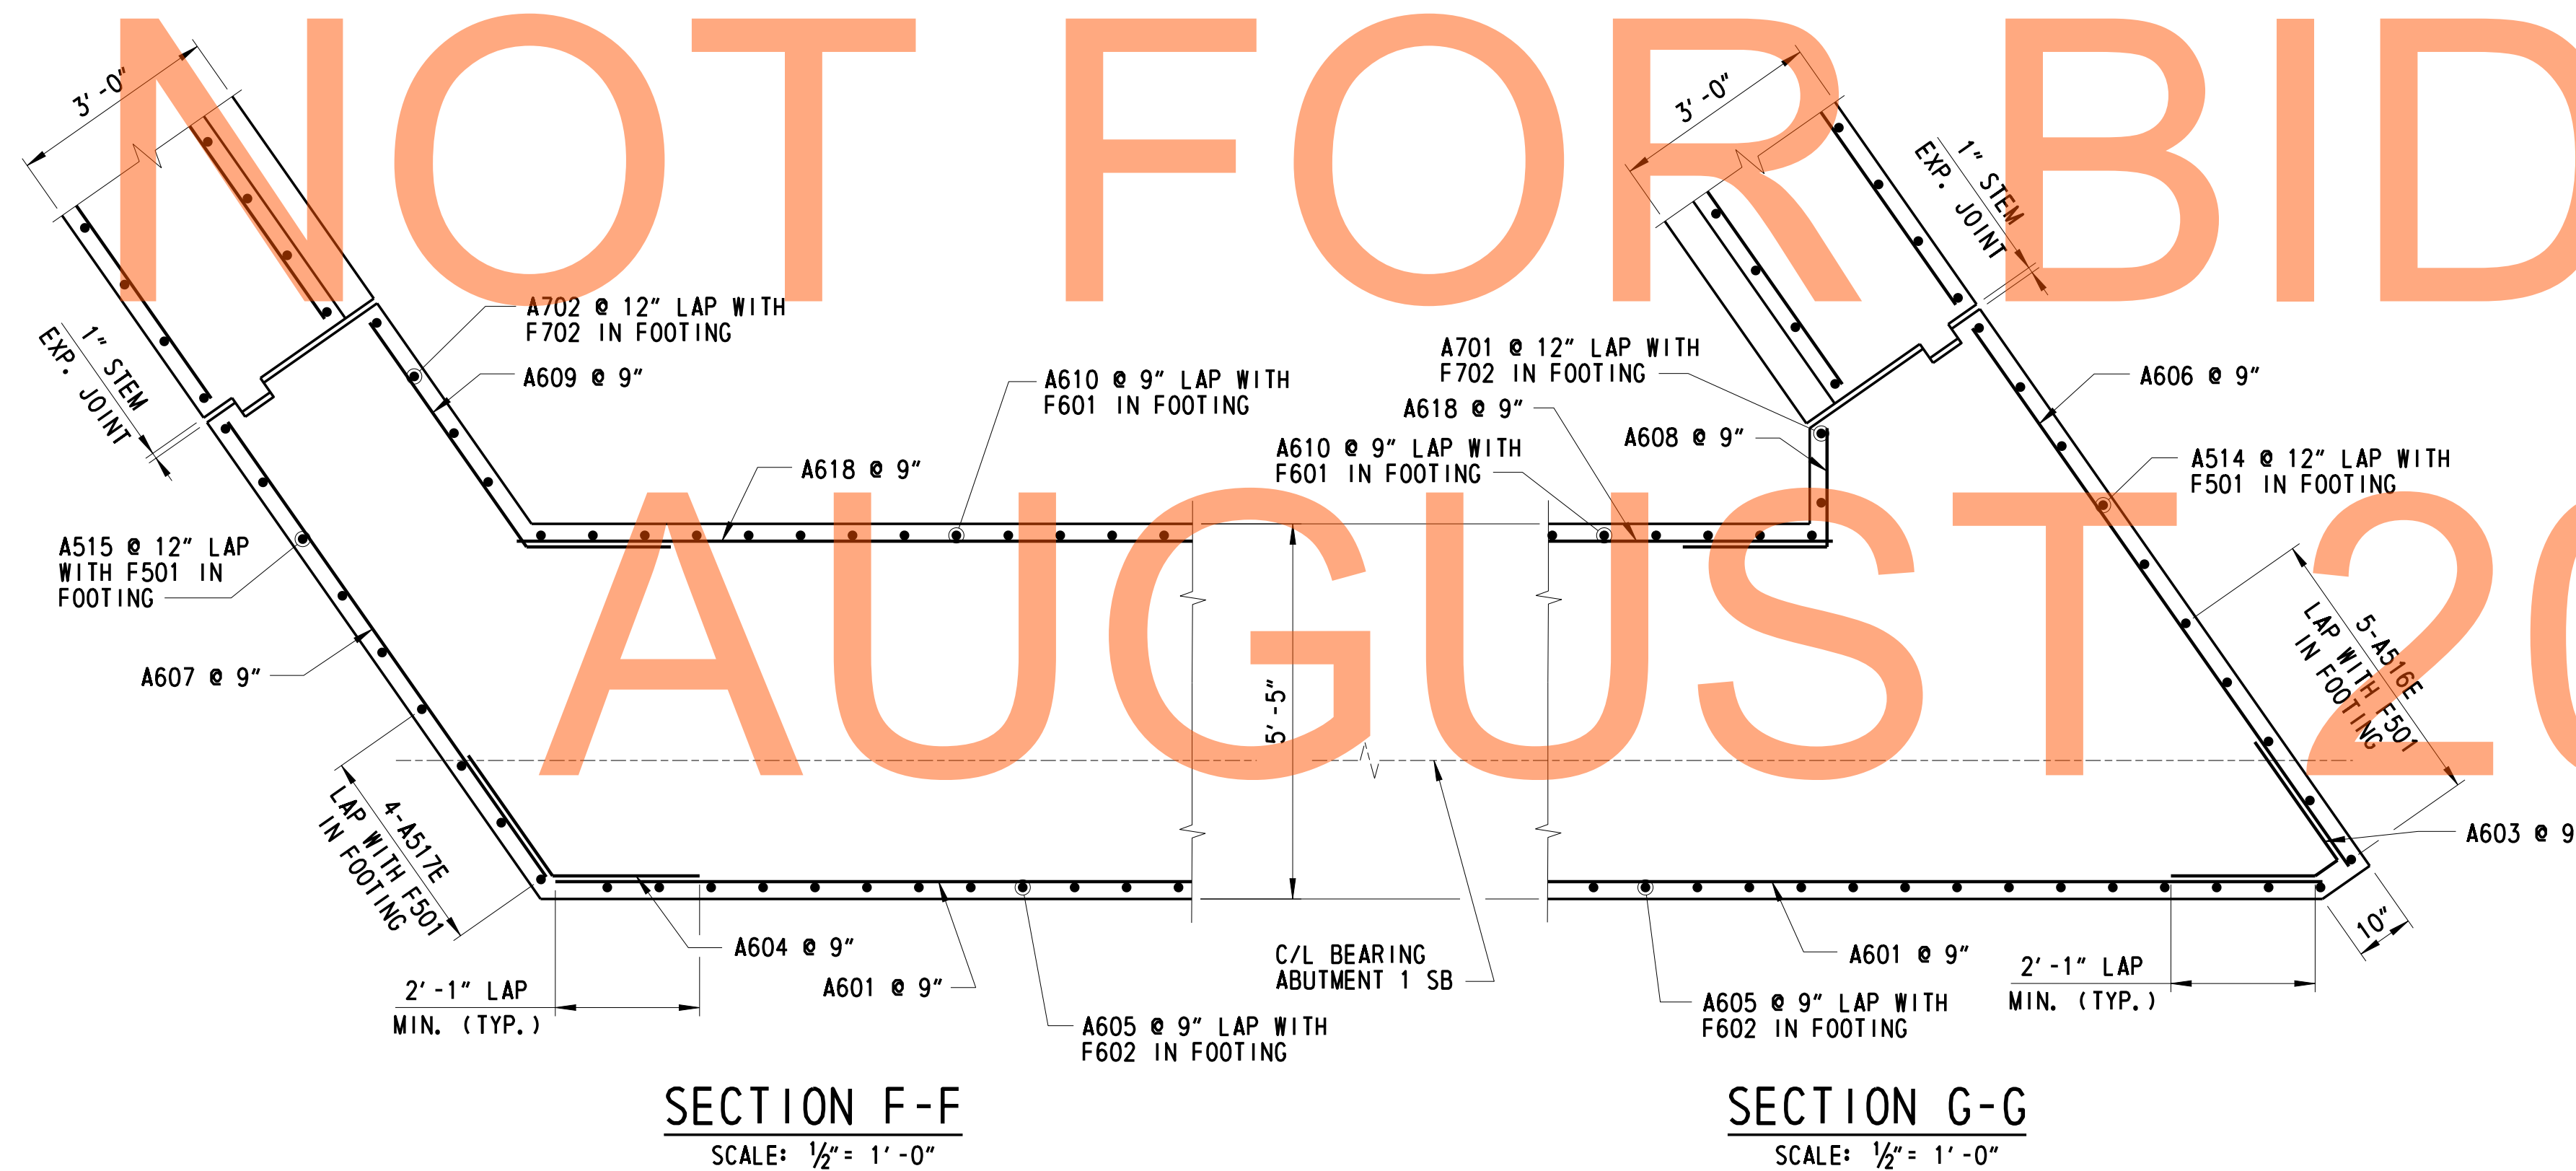 NOT FOR BID
AUGUST 20
3'-0"
1" STEM
EXP. JOINT
A702 @ 12" LAP WITH
F702 IN FOOTING
A609 @ 9"
A610 @ 9" LAP WITH
F601 IN FOOTING
A618 @ 9"
A515 @ 12" LAP
WITH F501 IN
FOOTING
A607 @ 9"
4-A517E
LAP WITH F501
IN FOOTING
2'-1" LAP
MIN. (TYP.)
A604 @ 9"
A601 @ 9"
A605 @ 9" LAP WITH
F602 IN FOOTING
SECTION F-F
SCALE: ½"= 1'-0"
5'-5"
C/L BEARING
ABUTMENT 1 SB
3'-0"
1" STEM
EXP. JOINT
A701 @ 12" LAP WITH
F702 IN FOOTING
A618 @ 9"
A610 @ 9" LAP WITH
F601 IN FOOTING
A608 @ 9"
A606 @ 9"
A514 @ 12" LAP WITH
F501 IN FOOTING
5-A516E
LAP WITH F501
IN FOOTING
A603 @ 9
10"
A601 @ 9"
2'-1" LAP
MIN. (TYP.)
A605 @ 9" LAP WITH
F602 IN FOOTING
SECTION G-G
SCALE: ½"= 1'-0"